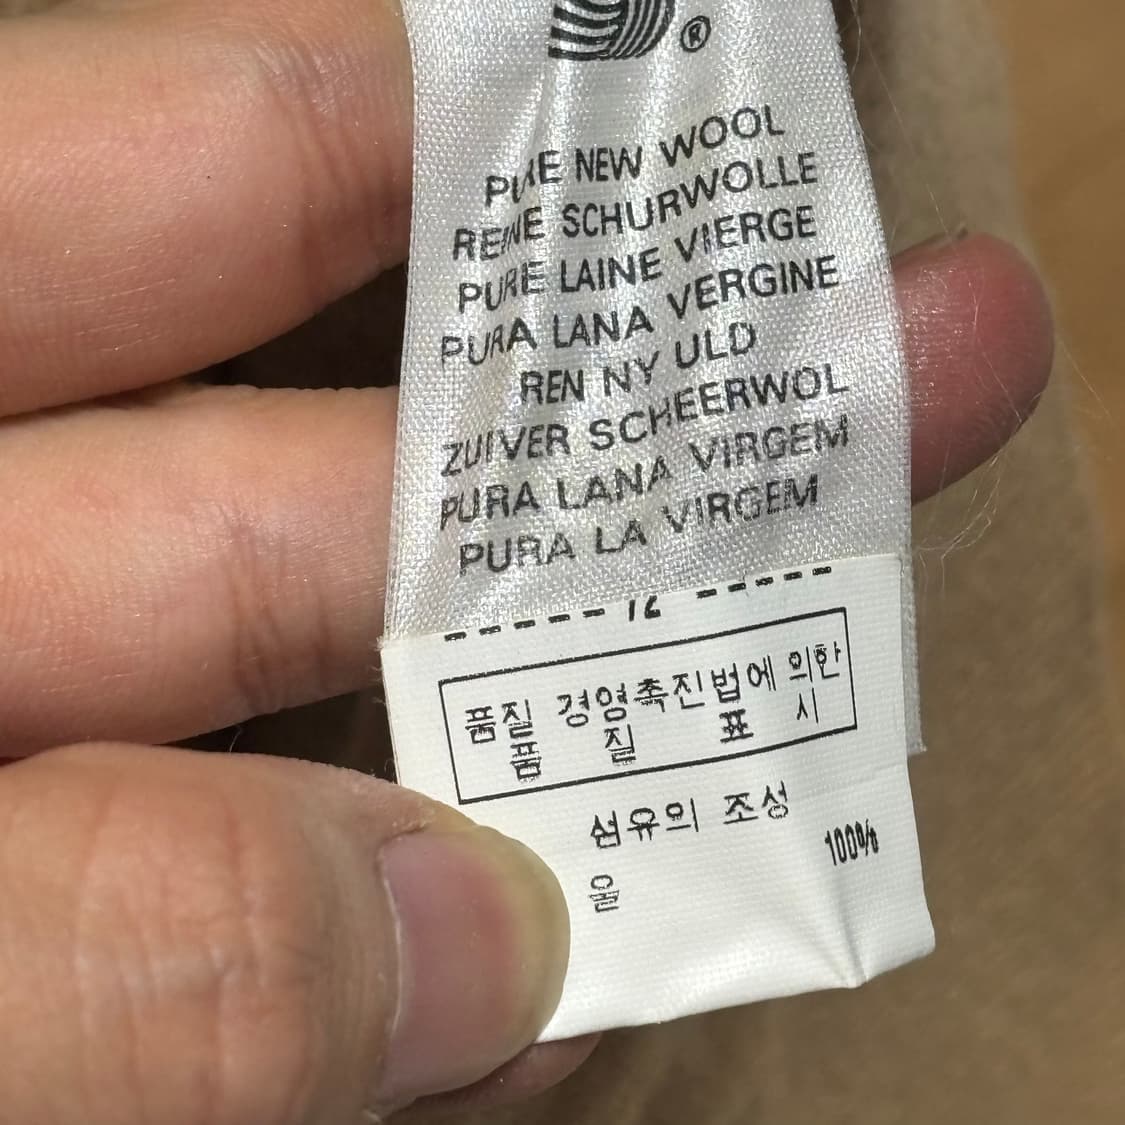 ®
PURE NEW WOOL
REINE SCHURWOLLE
PURE LAINE VIERGE
PURA LANA VERGINE
REN NY ULD
ZUIVER SCHEERWOL
PURA LANA VIRGEM
PURA LA VIRGEM
품질 경영촉진법에 의한
품 질 표 시
섬유의 조성
울 100%